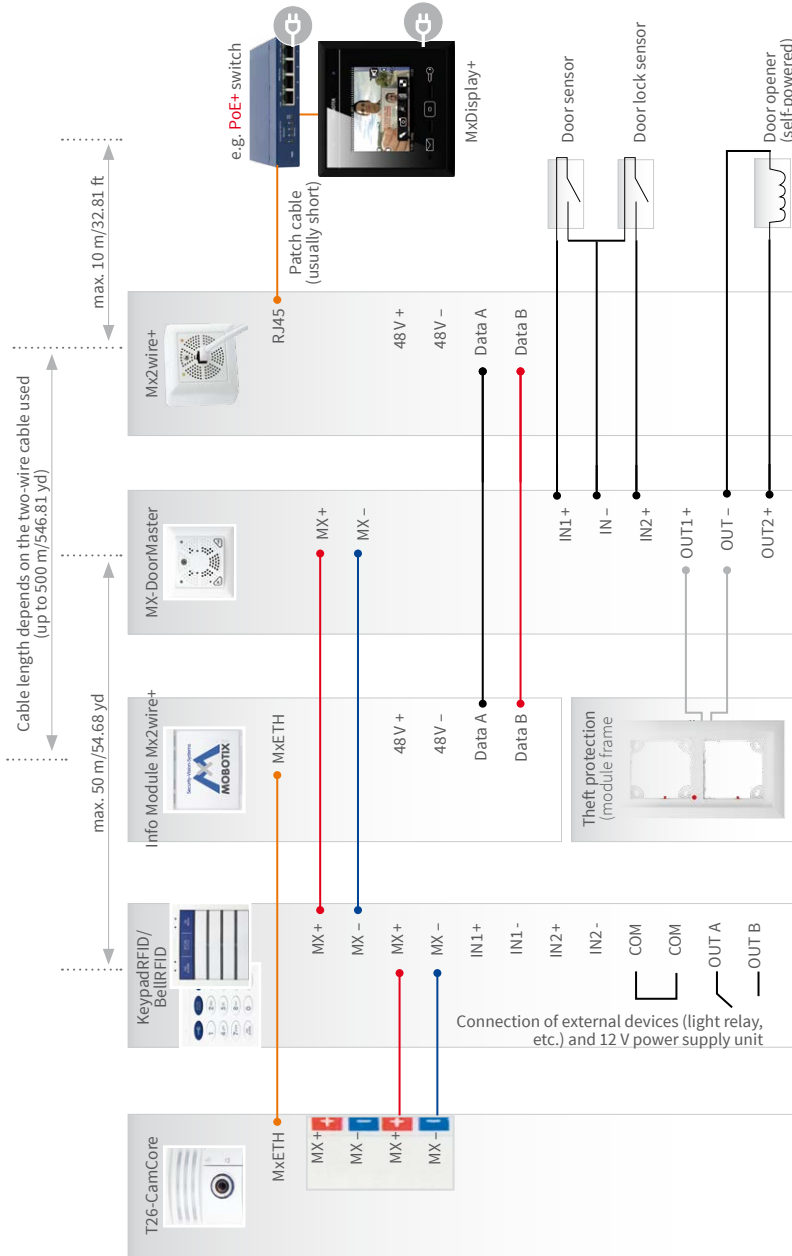 Cable length depends on the two-wire cable used
(up to 500 m/546.81 yd)
max. 50 m/54.68 yd
max. 10 m/32.81 ft
e.g. PoE+ switch
Patch cable
(usually short)
MxDisplay+
T26-CamCore
MxETH
MX+
MX –
MX+
MX –
KeypadRFID/
BellRFID
MX+
MX –
MX+
MX –
IN1+
IN1-
IN2+
IN2-
COM
COM
OUT A
OUT B
Connection of external devices (light relay,
etc.) and 12 V power supply unit
Info Module Mx2wire+
Security-Vision-Systems
MOBOTIX
MxETH
48V +
48V –
Data A
Data B
Theft protection
(module frame
MX-DoorMaster
MX+
MX –
IN1+
IN –
IN2+
OUT1+
OUT –
OUT2+
Mx2wire+
RJ45
48V +
48V –
Data A
Data B
Door sensor
Door lock sensor
Door opener
(self-powered)